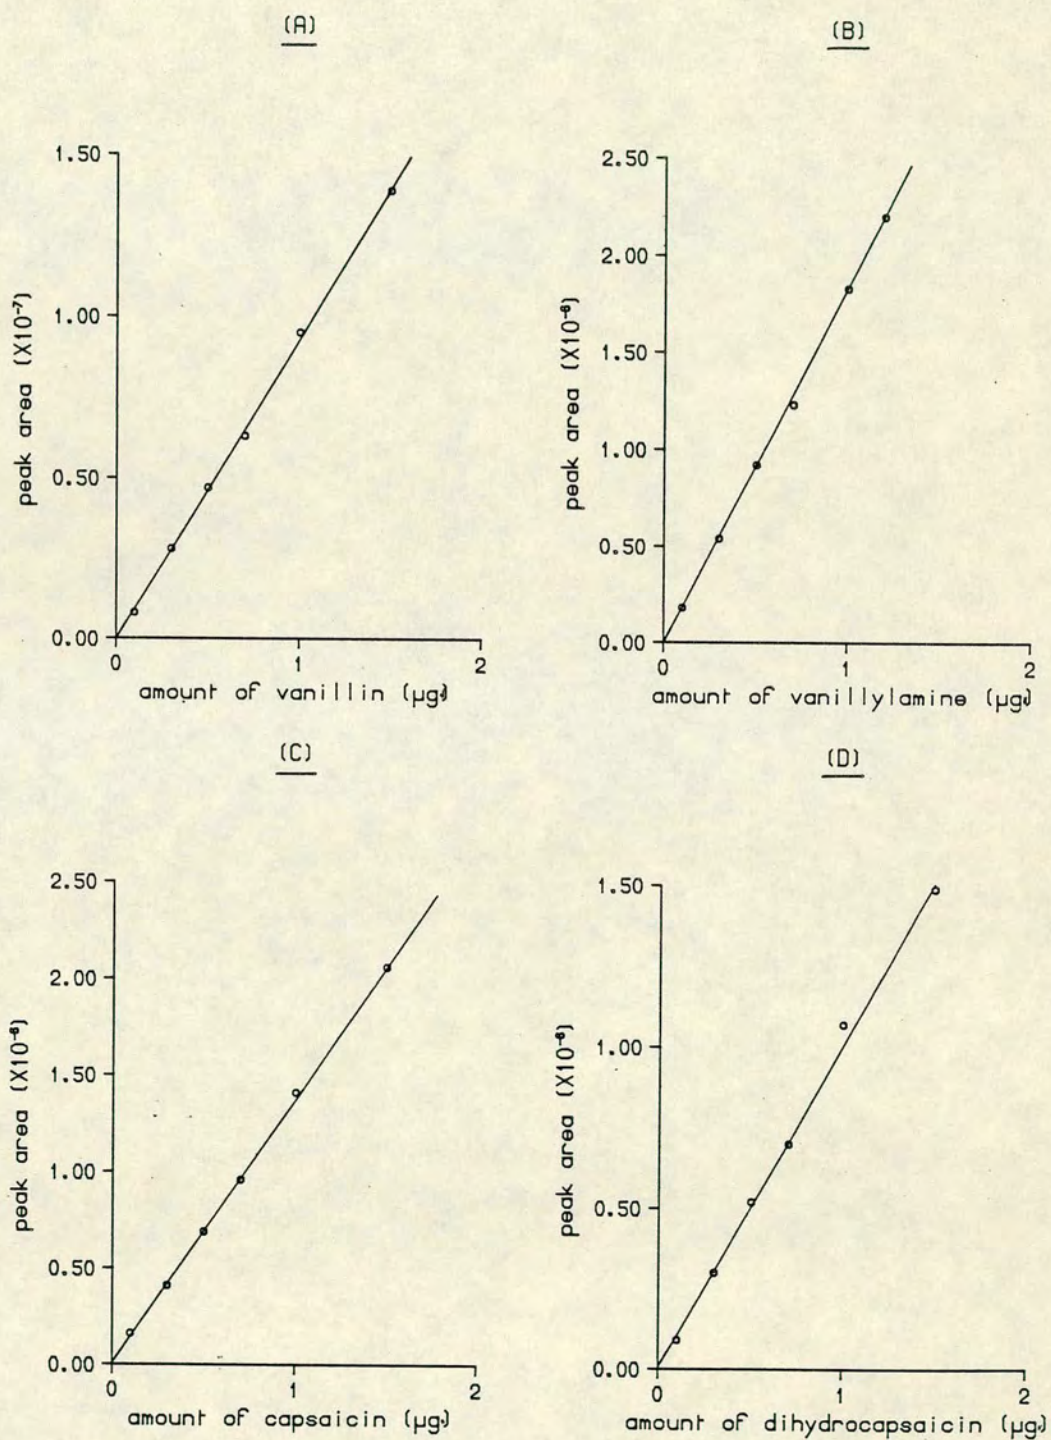 (A)
1.50
1.00
0.50
0.00
peak area (X10⁻⁷)
0 1 2
amount of vanillin (µg)
(B)
2.50
2.00
1.50
1.00
0.50
0.00
peak area (X10⁻⁶)
0 1 2
amount of vanillylamine (µg)
(C)
2.50
2.00
1.50
1.00
0.50
0.00
peak area (X10⁻⁶)
0 1 2
amount of capsaicin (µg)
(D)
1.50
1.00
0.50
0.00
peak area (X10⁻⁶)
0 1 2
amount of dihydrocapsaicin (µg)